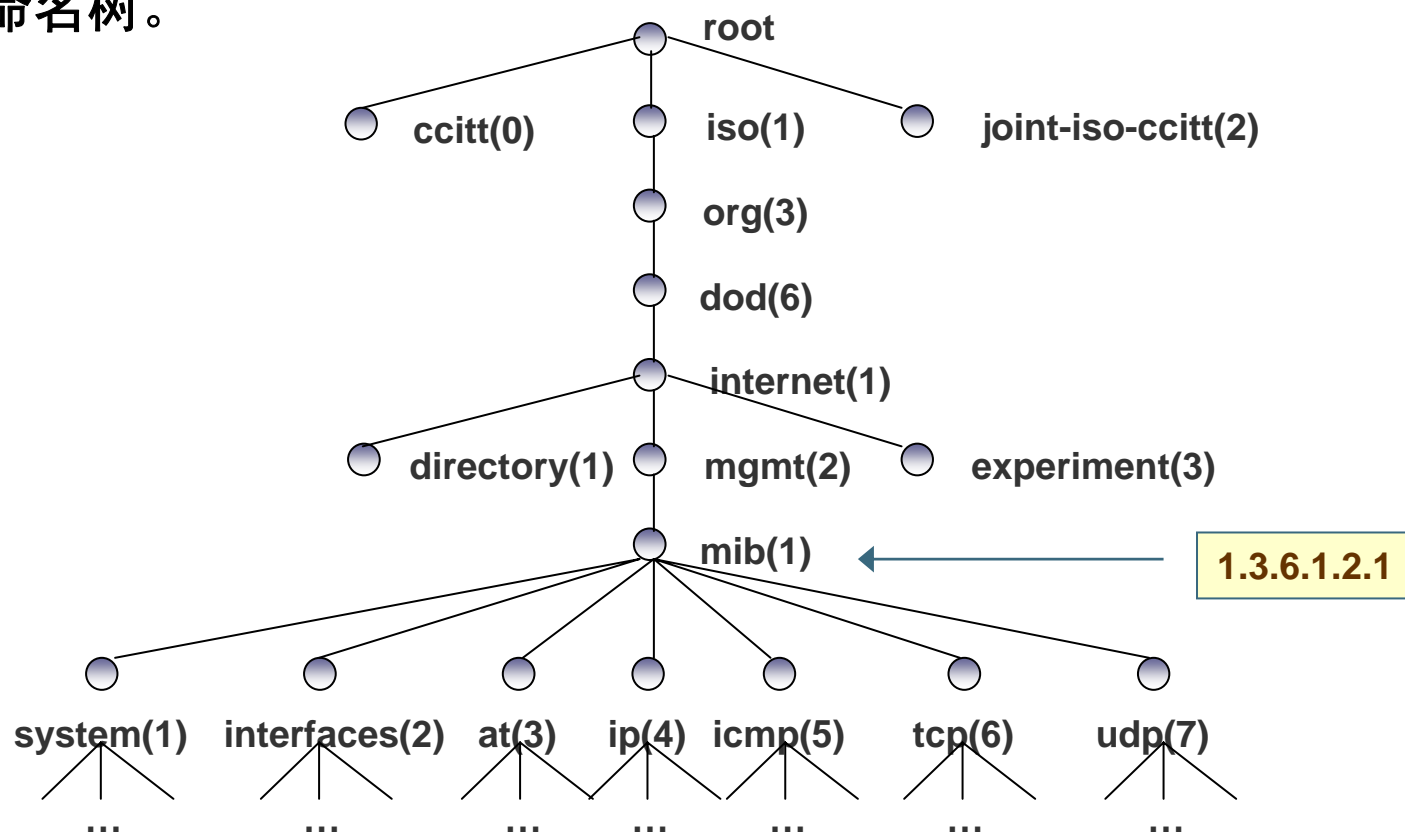 命名树。
root
ccitt(0) iso(1) joint-iso-ccitt(2)
org(3)
dod(6)
internet(1)
directory(1) mgmt(2) experiment(3)
mib(1) 1.3.6.1.2.1
system(1) interfaces(2) at(3) ip(4) icmp(5) tcp(6) udp(7)
... ... ... ... ... ... ...